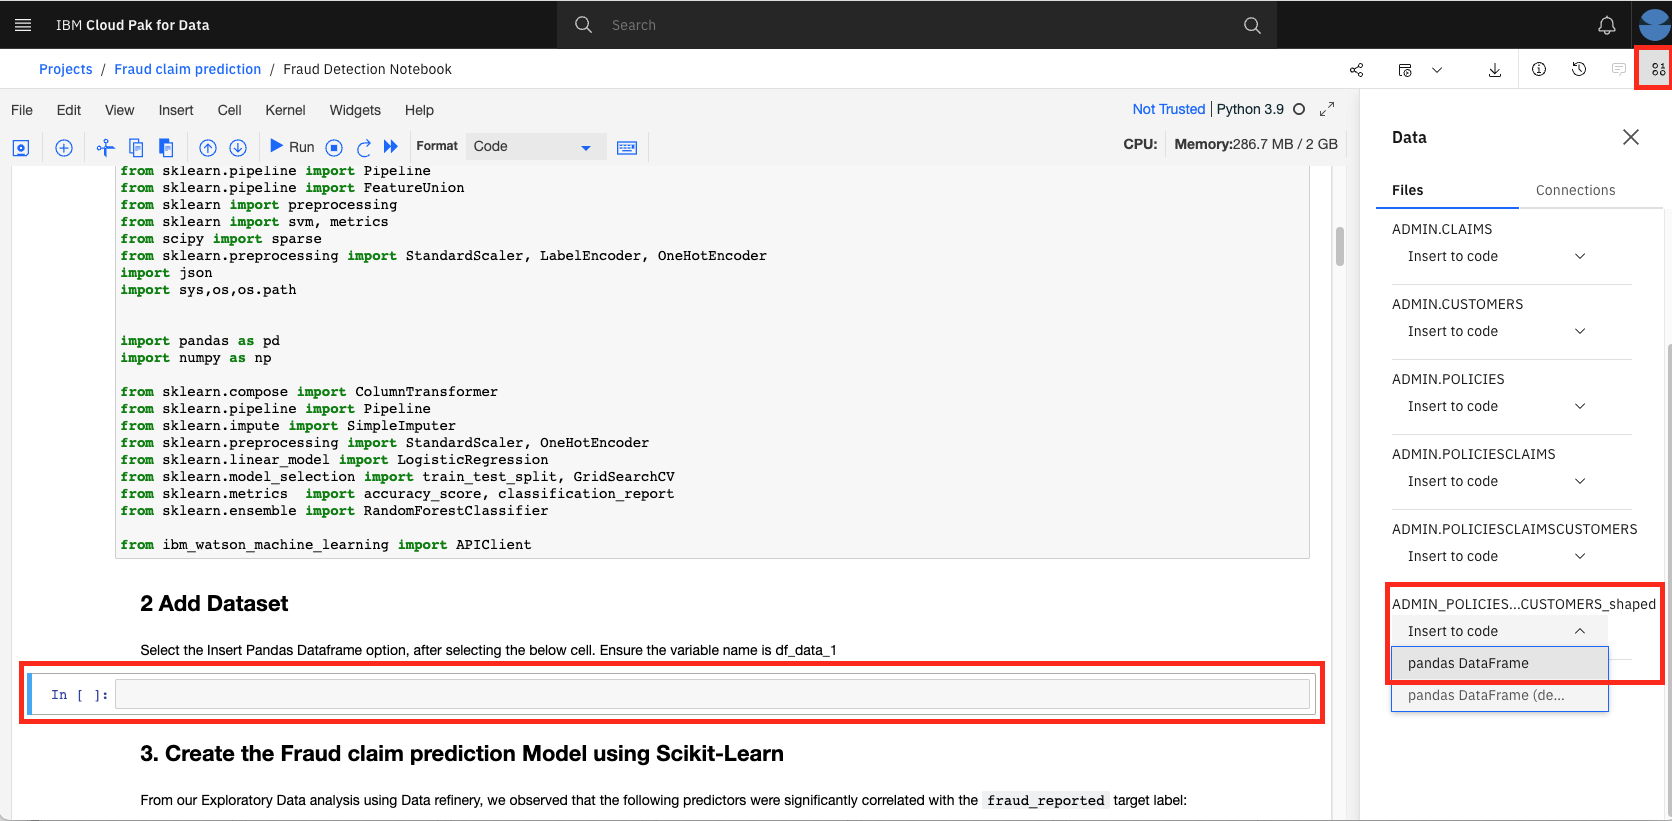 IBM Cloud Pak for Data
Search
Projects / Fraud claim prediction / Fraud Detection Notebook
File Edit View Insert Cell Kernel Widgets Help
Not Trusted | Python 3.9
Run
Format
Code
CPU:
Memory:286.7 MB / 2 GB
from sklearn.pipeline import Pipeline
from sklearn.pipeline import FeatureUnion
from sklearn import preprocessing
from sklearn import svm, metrics
from scipy import sparse
from sklearn.preprocessing import StandardScaler, LabelEncoder, OneHotEncoder
import json
import sys,os,os.path
import pandas as pd
import numpy as np
from sklearn.compose import ColumnTransformer
from sklearn.pipeline import Pipeline
from sklearn.impute import SimpleImputer
from sklearn.preprocessing import StandardScaler, OneHotEncoder
from sklearn.linear_model import LogisticRegression
from sklearn.model_selection import train_test_split, GridSearchCV
from sklearn.metrics  import accuracy_score, classification_report
from sklearn.ensemble import RandomForestClassifier
from ibm_watson_machine_learning import APIClient
2 Add Dataset
Select the Insert Pandas Dataframe option, after selecting the below cell. Ensure the variable name is df_data_1
In [ ]:
3. Create the Fraud claim prediction Model using Scikit-Learn
From our Exploratory Data analysis using Data refinery, we observed that the following predictors were significantly correlated with the fraud_reported target label:
Data
Files
Connections
ADMIN.CLAIMS
Insert to code
ADMIN.CUSTOMERS
Insert to code
ADMIN.POLICIES
Insert to code
ADMIN.POLICIESCLAIMS
Insert to code
ADMIN.POLICIESCLAIMSCUSTOMERS
Insert to code
ADMIN_POLICIES...CUSTOMERS_shaped
Insert to code
pandas DataFrame
pandas DataFrame (de...